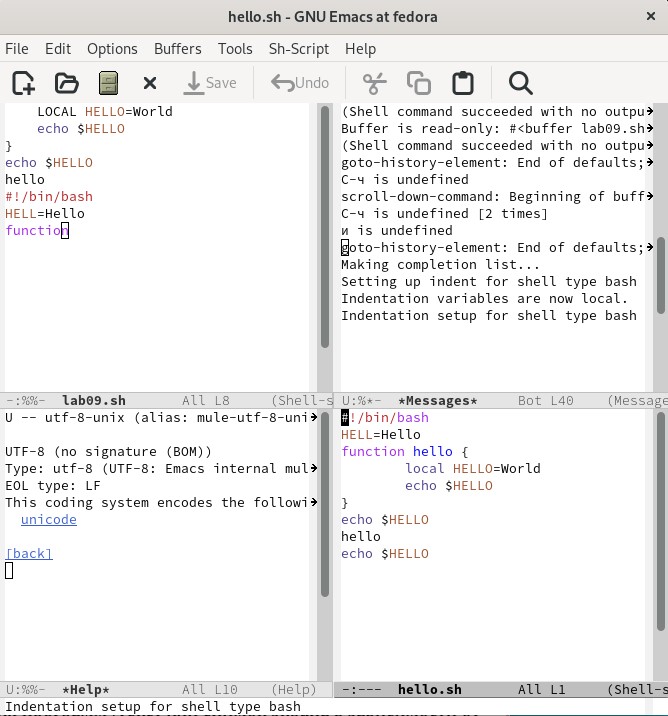 hello.sh - GNU Emacs at fedora
File Edit Options Buffers Tools Sh-Script Help
Save Undo
LOCAL HELLO=World
echo $HELLO
}
echo $HELLO
hello
#!/bin/bash
HELL=Hello
function
-:%%- lab09.sh All L8 (Shell-s
(Shell command succeeded with no outpu
Buffer is read-only: #<buffer lab09.sh
(Shell command succeeded with no outpu
goto-history-element: End of defaults;
C-ч is undefined
scroll-down-command: Beginning of buff
C-ч is undefined [2 times]
и is undefined
goto-history-element: End of defaults;
Making completion list...
Setting up indent for shell type bash
Indentation variables are now local.
Indentation setup for shell type bash
U:%*- *Messages* Bot L40 (Message
U -- utf-8-unix (alias: mule-utf-8-uni
UTF-8 (no signature (BOM))
Type: utf-8 (UTF-8: Emacs internal mul
EOL type: LF
This coding system encodes the followi
unicode
[back]
U:%%- *Help* All L10 (Help)
#!/bin/bash
HELL=Hello
function hello {
local HELLO=World
echo $HELLO
}
echo $HELLO
hello
echo $HELLO
-:--- hello.sh All L1 (Shell-s
Indentation setup for shell type bash